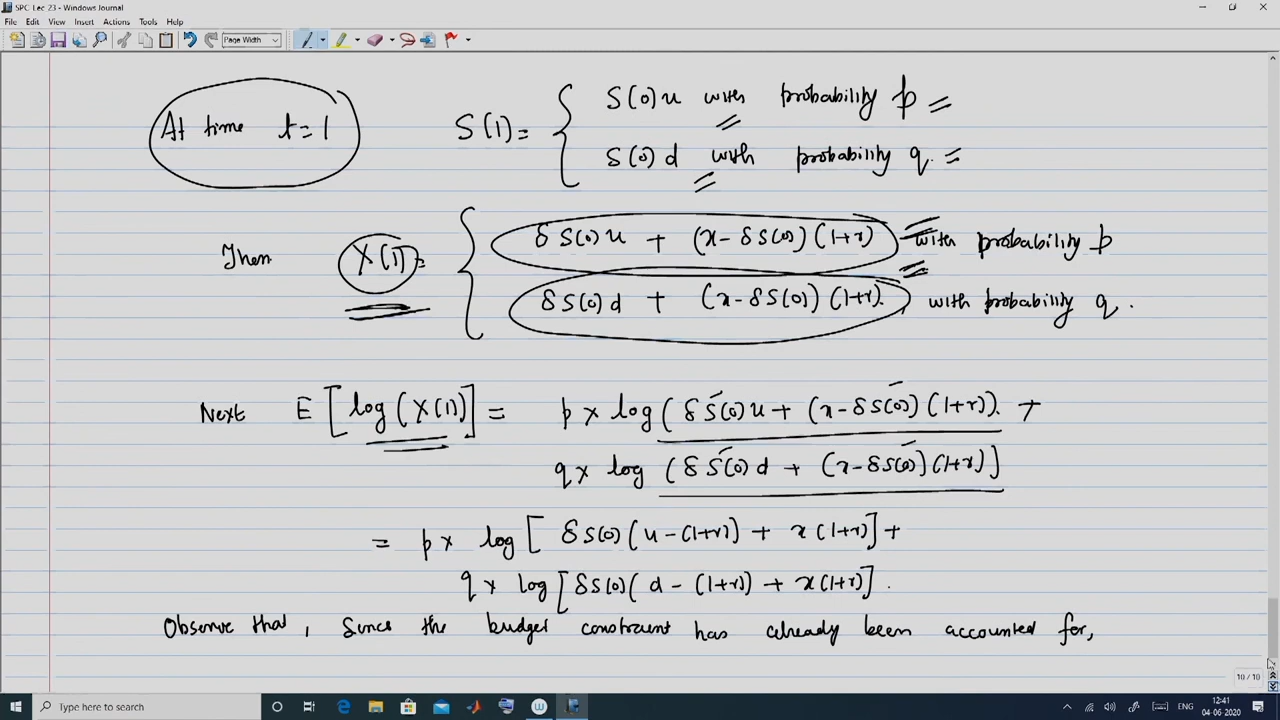 SPC Lec 23 - Windows Journal
File Edit View Insert Actions Tools Help
Page Width
At time t=1 S(1)= { S(0)u with probability p
S(0)d with probability q.
Then X(1)= { δS(0)u + (x-δS(0))(1+r) with probability p
δS(0)d + (x-δS(0))(1+r), with probability q.
Next E[log(X(1))] = p × log(δS(0)u + (x-δS(0))(1+r)) +
q × log(δS(0)d + (x-δS(0))(1+r))
= p × log[δS(0)(u-(1+r)) + x(1+r)] +
q × log[δS(0)(d-(1+r)) + x(1+r)].
Observe that, since the budget constraint has already been accounted for,
10 / 10
Type here to search
12:41
04-06-2020